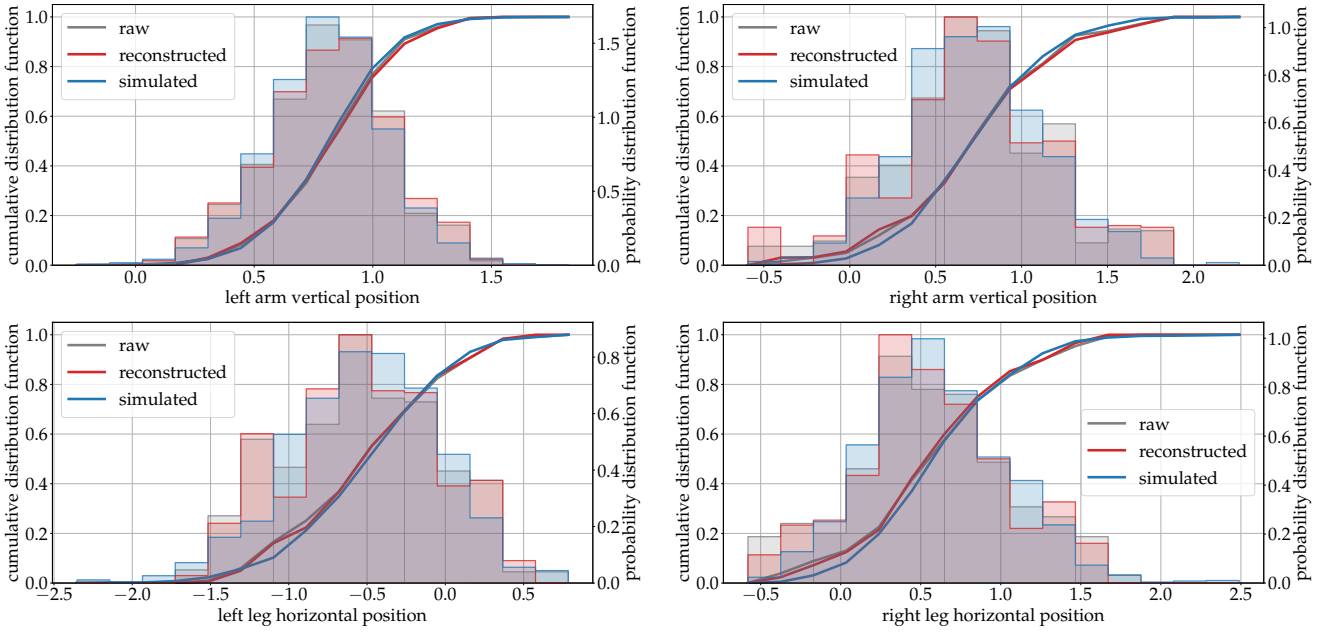 cumulative distribution function
1.0
0.8
0.6
0.4
0.2
0.0
raw
reconstructed
simulated
0.0 0.5 1.0 1.5
left arm vertical position
1.5
1.0
0.5
0.0
probability distribution function
cumulative distribution function
1.0
0.8
0.6
0.4
0.2
0.0
raw
reconstructed
simulated
−0.5 0.0 0.5 1.0 1.5 2.0
right arm vertical position
1.0
0.8
0.6
0.4
0.2
0.0
probability distribution function
cumulative distribution function
1.0
0.8
0.6
0.4
0.2
0.0
raw
reconstructed
simulated
−2.5 −2.0 −1.5 −1.0 −0.5 0.0 0.5
left leg horizontal position
0.8
0.6
0.4
0.2
0.0
probability distribution function
cumulative distribution function
1.0
0.8
0.6
0.4
0.2
0.0
raw
reconstructed
simulated
−0.5 0.0 0.5 1.0 1.5 2.0 2.5
right leg horizontal position
1.0
0.8
0.6
0.4
0.2
0.0
probability distribution function